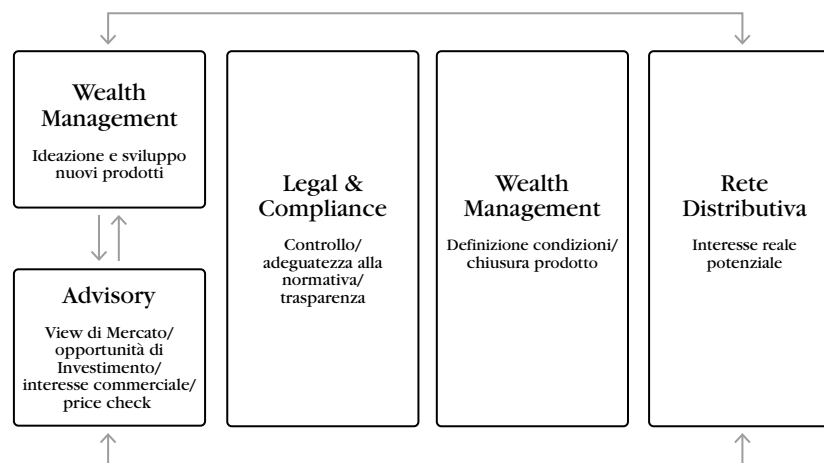 Wealth
Management
Ideazione e sviluppo
nuovi prodotti
Advisory
View di Mercato/
opportunità di
Investimento/
interesse commerciale/
price check
Legal &
Compliance
Controllo/
adeguatezza alla
normativa/
trasparenza
Wealth
Management
Definizione condizioni/
chiusura prodotto
Rete
Distributiva
Interesse reale
potenziale